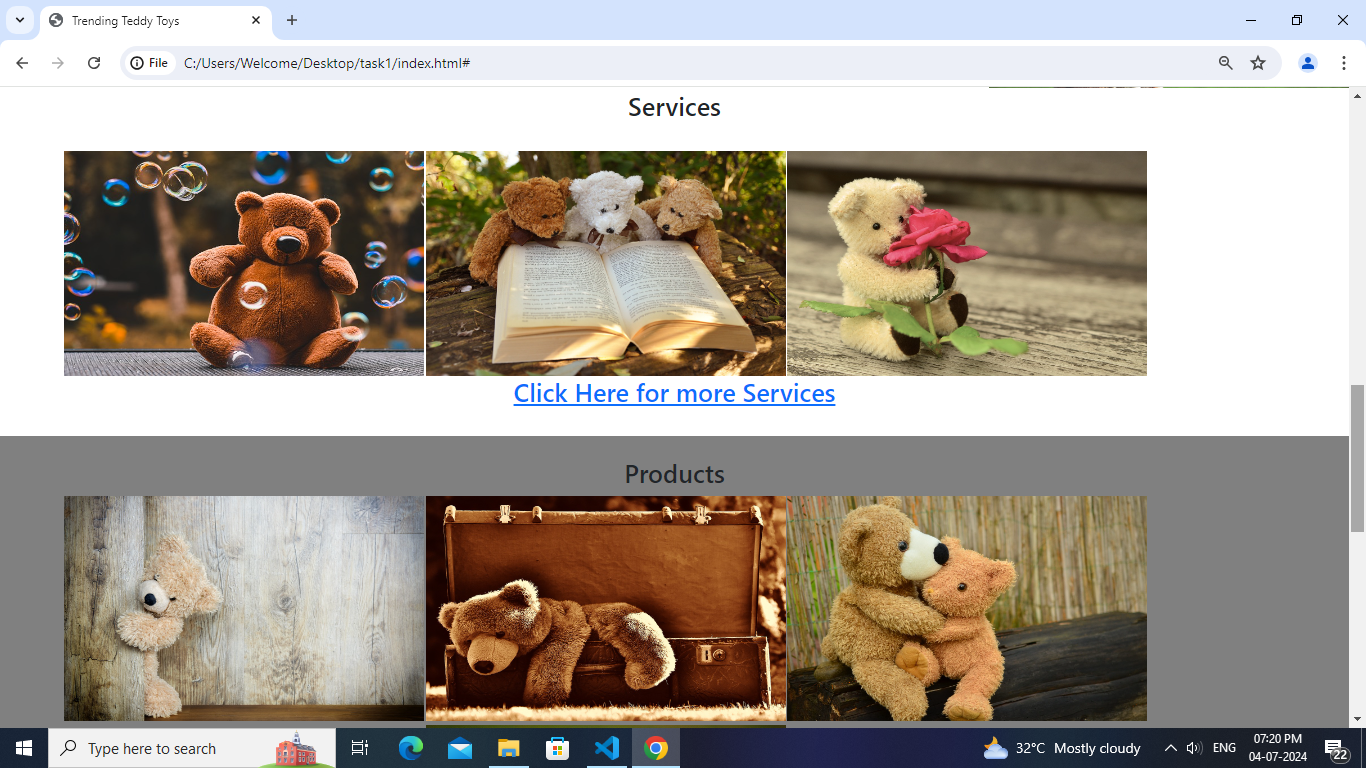 Trending Teddy Toys
File
C:/Users/Welcome/Desktop/task1/index.html#
Services
Click Here for more Services
Products
Type here to search
32°C Mostly cloudy
ENG
07:20 PM
04-07-2024
22